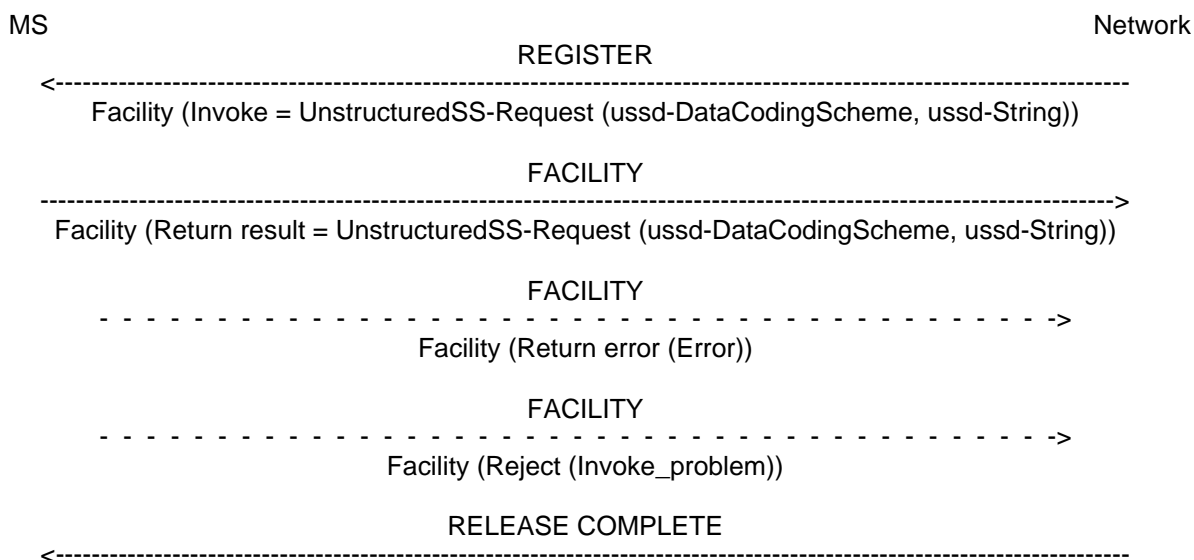 MS Network
REGISTER
<------------------------------------------------------------------------------------------------------------------------
Facility (Invoke = UnstructuredSS-Request (ussd-DataCodingScheme, ussd-String))
FACILITY
------------------------------------------------------------------------------------------------------------------------>
Facility (Return result = UnstructuredSS-Request (ussd-DataCodingScheme, ussd-String))
FACILITY
- - - - - - - - - - - - - - - - - - - - - - - - - - - - - - - - - - - - - - - - ->
Facility (Return error (Error))
FACILITY
- - - - - - - - - - - - - - - - - - - - - - - - - - - - - - - - - - - - - - - - ->
Facility (Reject (Invoke_problem))
RELEASE COMPLETE
<------------------------------------------------------------------------------------------------------------------------